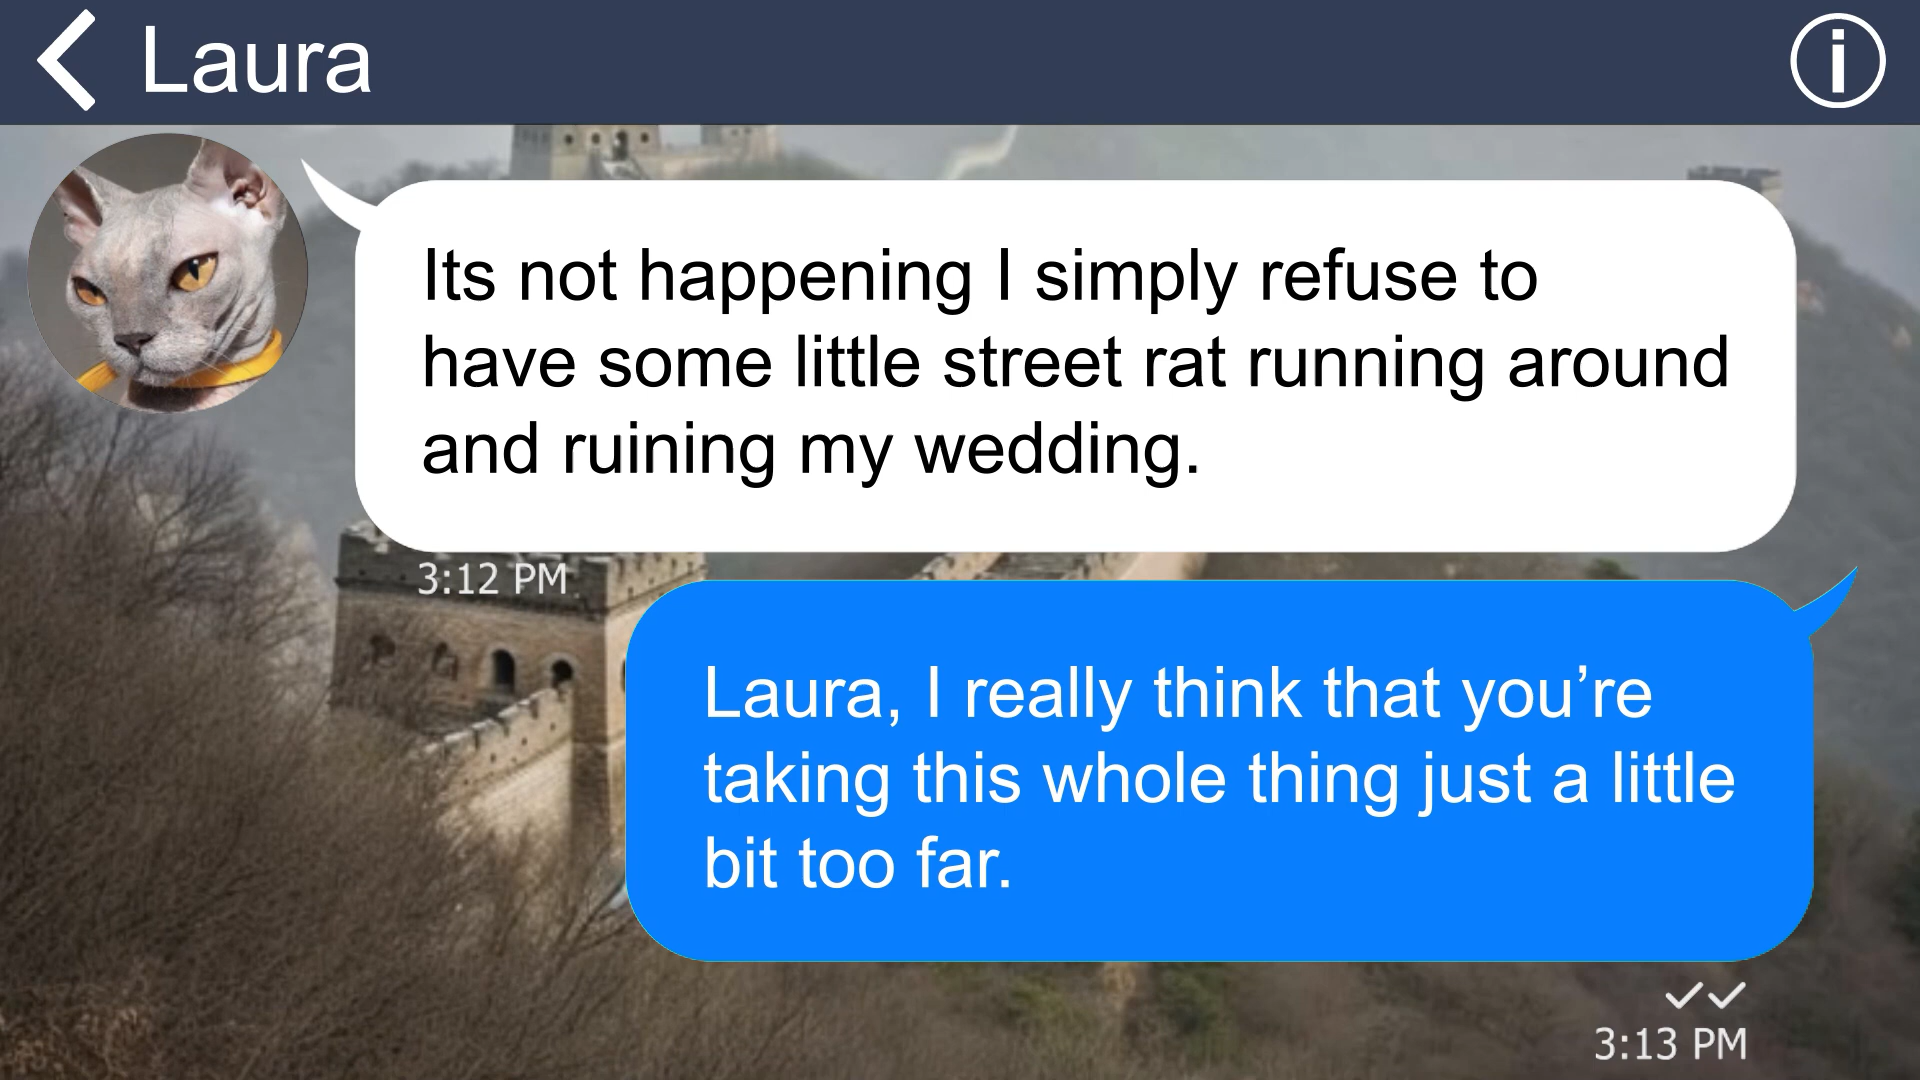 Laura
Its not happening I simply refuse to
have some little street rat running around
and ruining my wedding.
3:12 PM
Laura, I really think that you’re
taking this whole thing just a little
bit too far.
3:13 PM